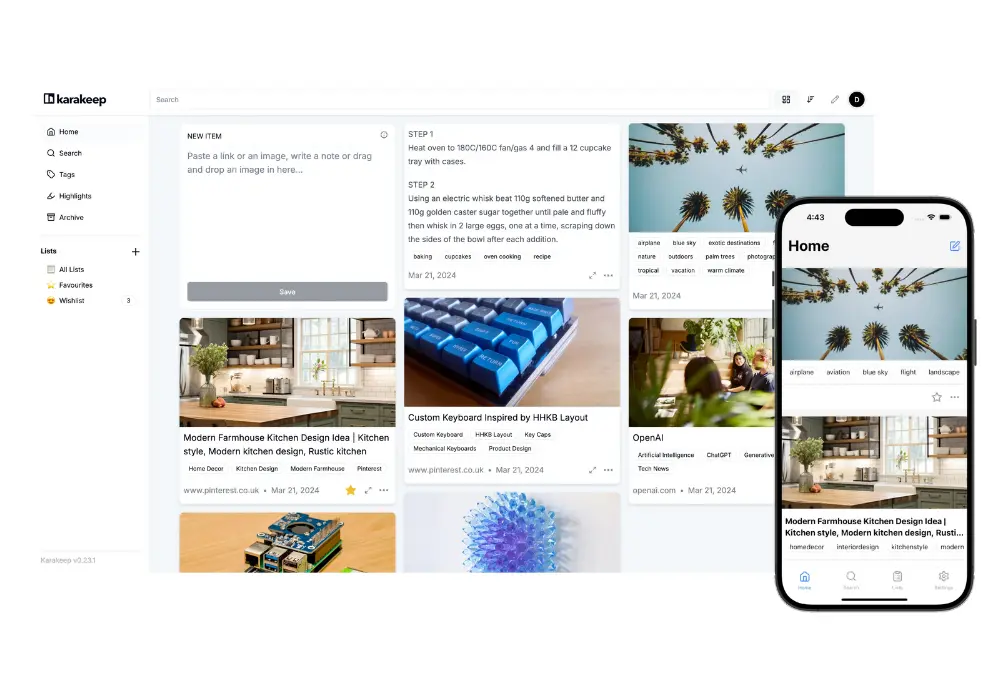 karakeep
Search
D
Home
Search
Tags
Highlights
Archive
Lists
All Lists
Favourites
Wishlist 3
Karakeep v0.23.1
NEW ITEM
Paste a link or an image, write a note or drag
and drop an image in here...
Save
Modern Farmhouse Kitchen Design Idea | Kitchen
style, Modern kitchen design, Rustic kitchen
Home Decor Kitchen Design Modern Farmhouse Pinterest
www.pinterest.co.uk • Mar 21, 2024
STEP 1
Heat oven to 180C/160C fan/gas 4 and fill a 12 cupcake
tray with cases.
STEP 2
Using an electric whisk beat 110g softened butter and
110g golden caster sugar together until pale and fluffy
then whisk in 2 large eggs, one at a time, scraping down
the sides of the bowl after each addition.
baking cupcakes oven cooking recipe
Mar 21, 2024
RETURN
Custom Keyboard Inspired by HHKB Layout
Custom Keyboard HHKB Layout Key Caps
Mechanical Keyboards Product Design
www.pinterest.co.uk • Mar 21, 2024
airplane blue sky exotic destinations
nature outdoors palm trees photograp
tropical vacation warm climate
Mar 21, 2024
OpenAI
Artificial Intelligence ChatGPT Generative
Tech News
openai.com • Mar 21, 2024
4:43
Home
airplane aviation blue sky flight landscape
Modern Farmhouse Kitchen Design Idea |
Kitchen style, Modern kitchen design, Rusti...
homedecor interiordesign kitchenstyle modern
Home Search Lists Settings